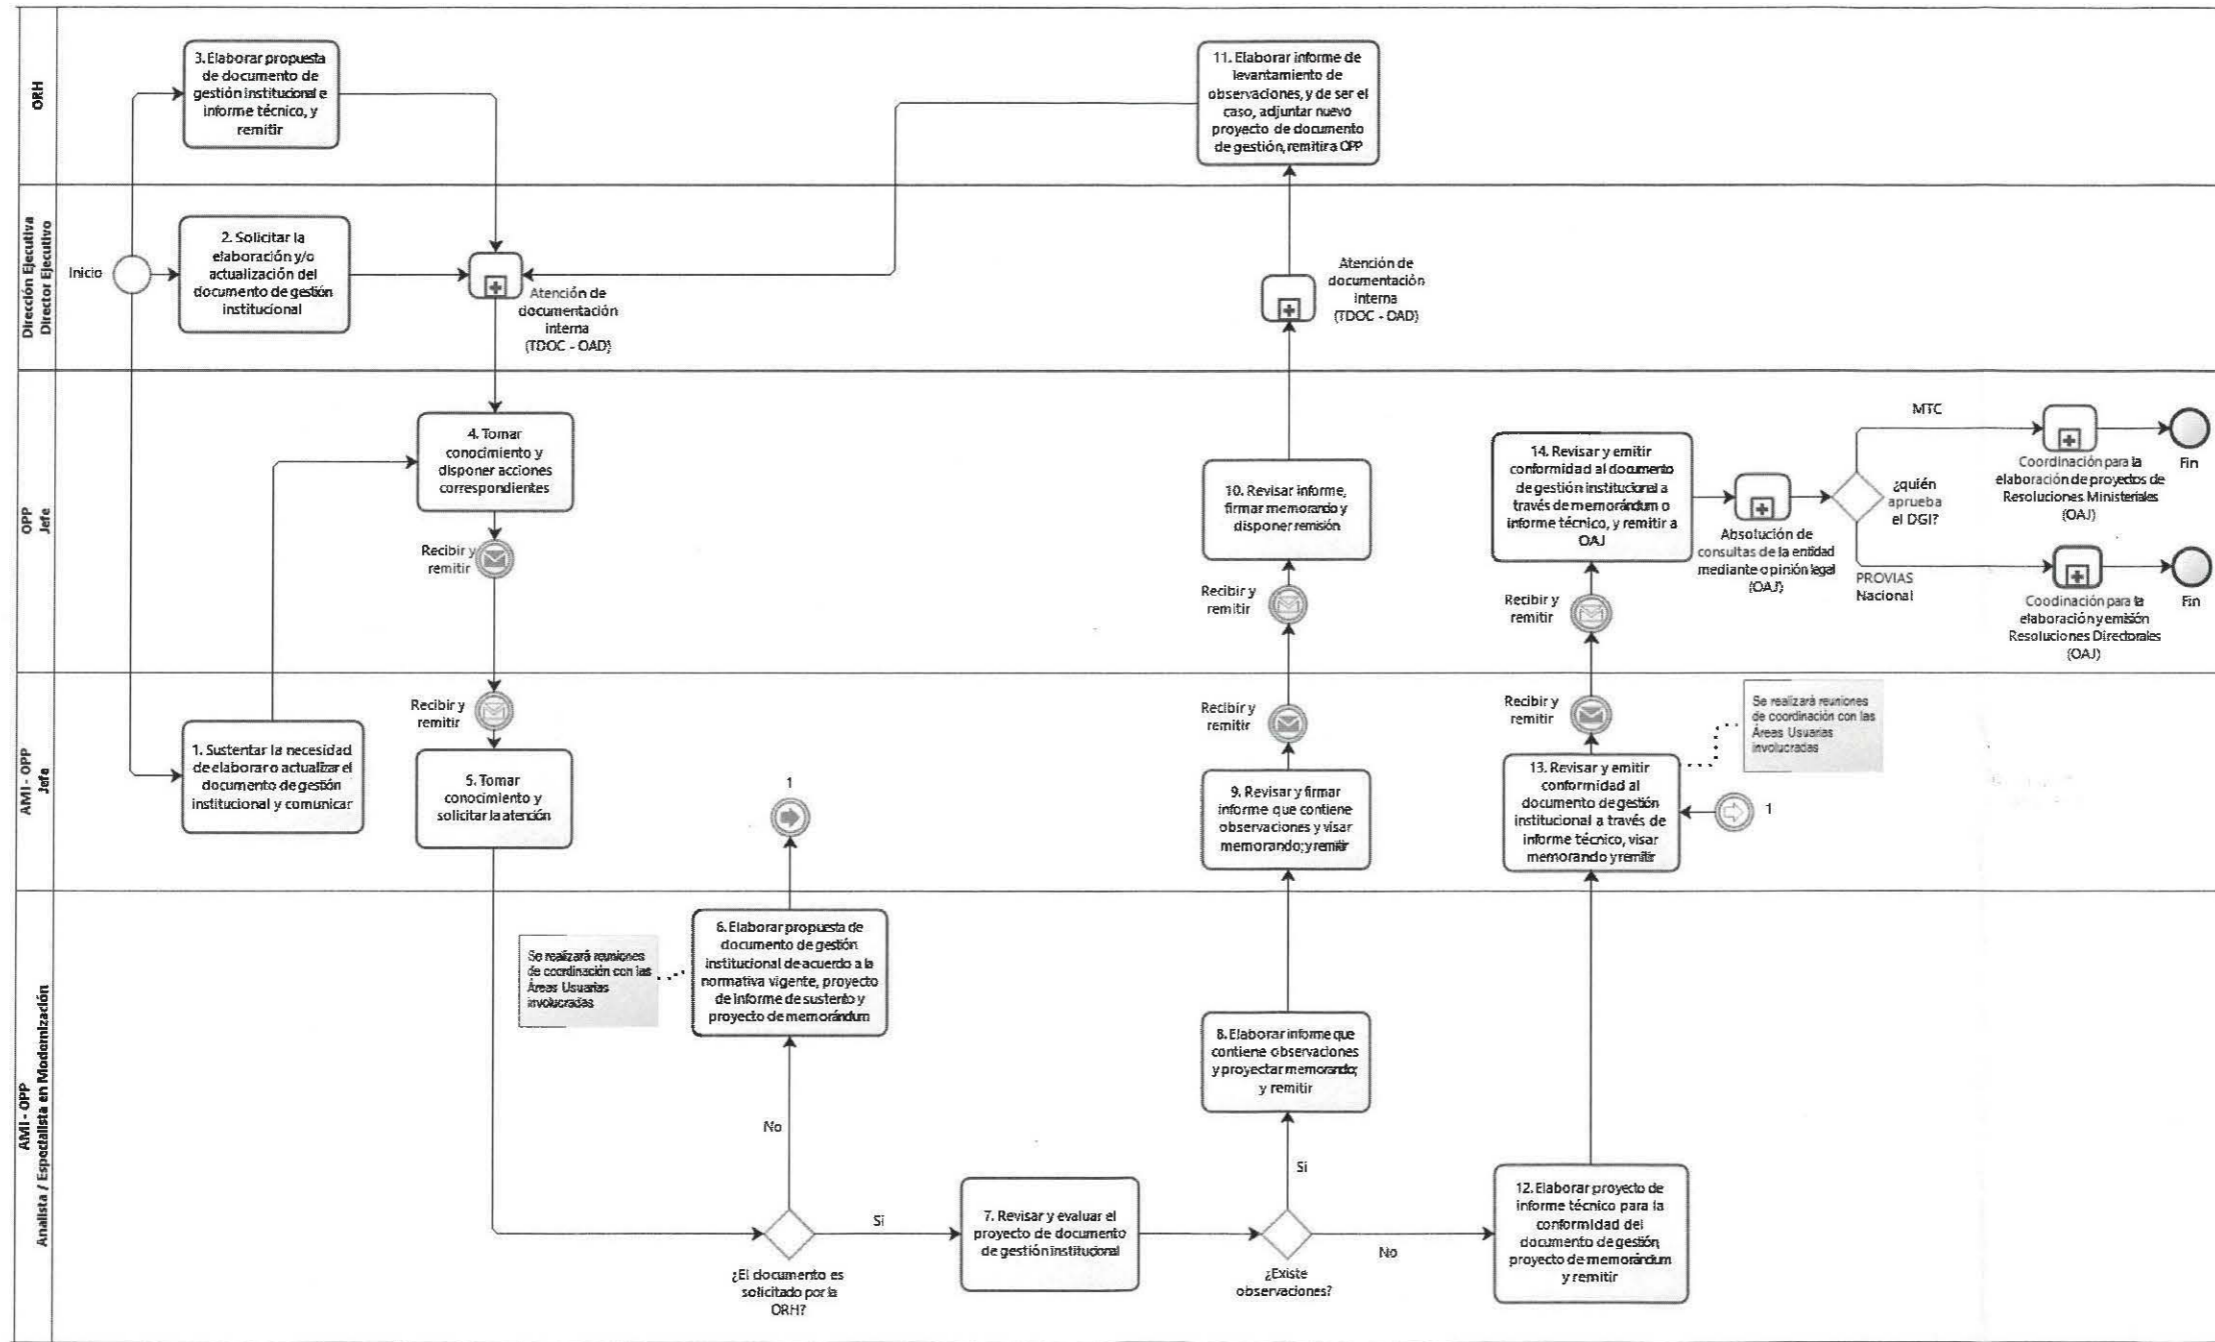 ORH
3. Elaborar propuesta
de documento de
gestión institucional e
informe técnico, y
remitir
11. Elaborar informe de
levantamiento de
observaciones, y de ser el
caso, adjuntar nuevo
proyecto de documento
de gestión, remitir a OPP
Dirección Ejecutiva
Director Ejecutivo
Inicio
2. Solicitar la
elaboración y/o
actualización del
documento de gestión
institucional
Atención de
documentación
interna
(TDOC - OAD)
Atención de
documentación
interna
(TDOC - OAD)
OPP
Jefe
4. Tomar
conocimiento y
disponer acciones
correspondientes
Recibir y
remitir
10. Revisar informe,
firmar memorando y
disponer remisión
Recibir y
remitir
14. Revisar y emitir
conformidad al documento
de gestión institucional a
través de memorándum o
informe técnico, y remitir a
OAJ
Recibir y
remitir
Absolución de
consultas de la entidad
mediante opinión legal
(OAJ)
¿quién
aprueba
el DGI?
MTC
Coordinación para la
elaboración de proyectos de
Resoluciones Ministeriales
(OAJ)
Fin
PROVIAS
Nacional
Coodinación para la
elaboración y emisión
Resoluciones Directorales
(OAJ)
Fin
AMI - OPP
Jefe
1. Sustentar la necesidad
de elaborar o actualizar el
documento de gestión
institucional y comunicar
Recibir y
remitir
5. Tomar
conocimiento y
solicitar la atención
1
Recibir y
remitir
9. Revisar y firmar
informe que contiene
observaciones y visar
memorando; y remitir
Recibir y
remitir
13. Revisar y emitir
conformidad al
documento de gestión
institucional a través de
informe técnico, visar
memorando y remitir
Se realizará reuniones
de coordinación con las
Áreas Usuarias
involucradas
1
AMI - OPP
Analista / Especialista en Modernización
Se realizará reuniones
de coordinación con las
Áreas Usuarias
involucradas
6. Elaborar propuesta de
documento de gestión
institucional de acuerdo a la
normativa vigente, proyecto
de informe de sustento y
proyecto de memorándum
No
¿El documento es
solicitado por la
ORH?
Si
7. Revisar y evaluar el
proyecto de documento
de gestión institucional
8. Elaborar informe que
contiene observaciones
y proyectar memorando;
y remitir
Si
¿Existe
observaciones?
No
12. Elaborar proyecto de
informe técnico para la
conformidad del
documento de gestión,
proyecto de memorándum
y remitir